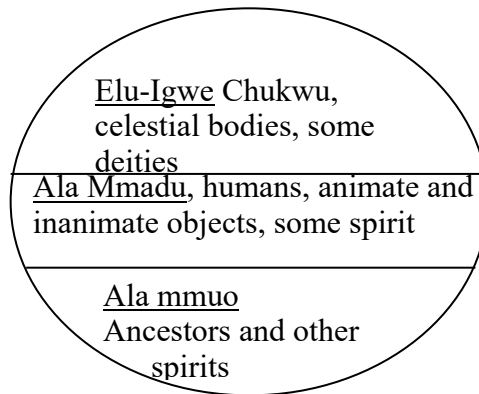 Elu-Igwe Chukwu,
celestial bodies, some
deities
Ala Mmadu, humans, animate and
inanimate objects, some spirit
Ala mmuo
Ancestors and other
spirits